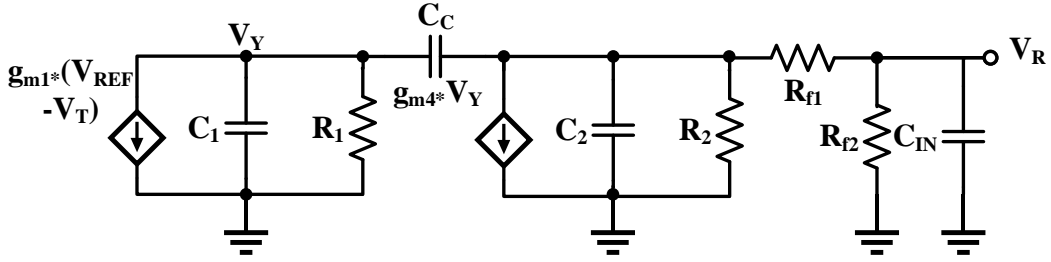 V_Y
C_C
V_R
g_m1*(V_REF
-V_T)
g_m4*V_Y
R_f1
C_1
R_1
C_2
R_2
R_f2
C_IN